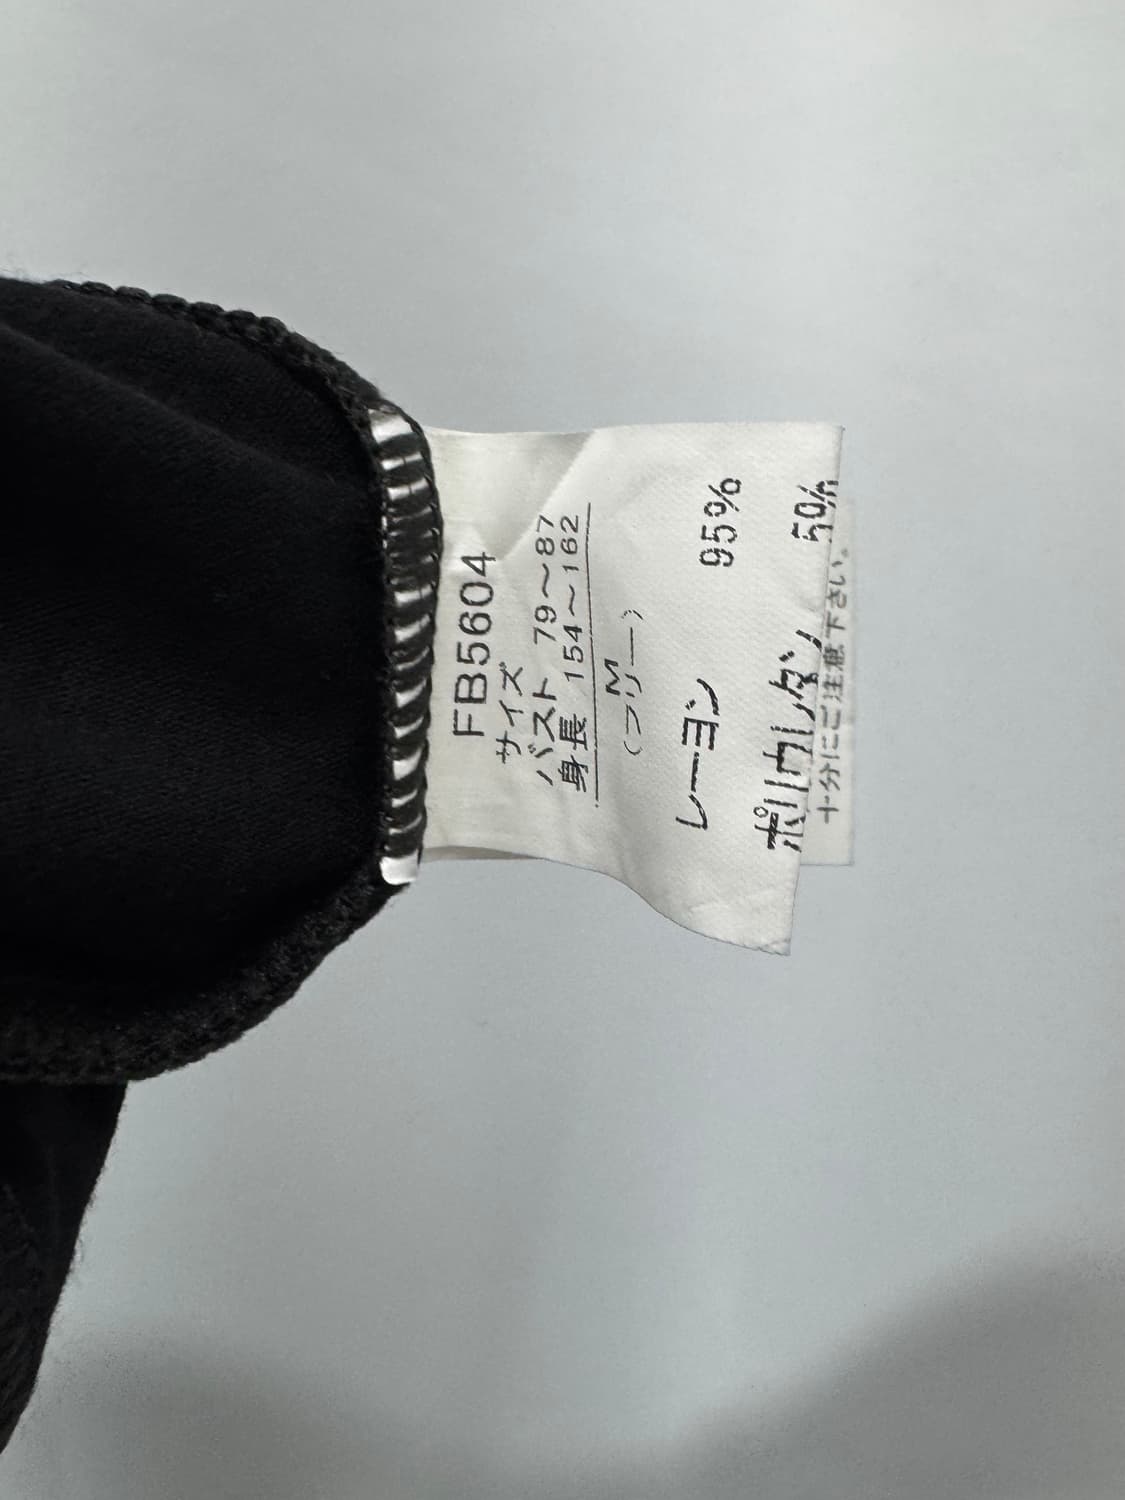 FB5604
サイズ
バスト 79〜87
身長 154〜162
M
(フリー)
レーヨン 95%
ポリウレタン 5%
十分にご注意下さい。